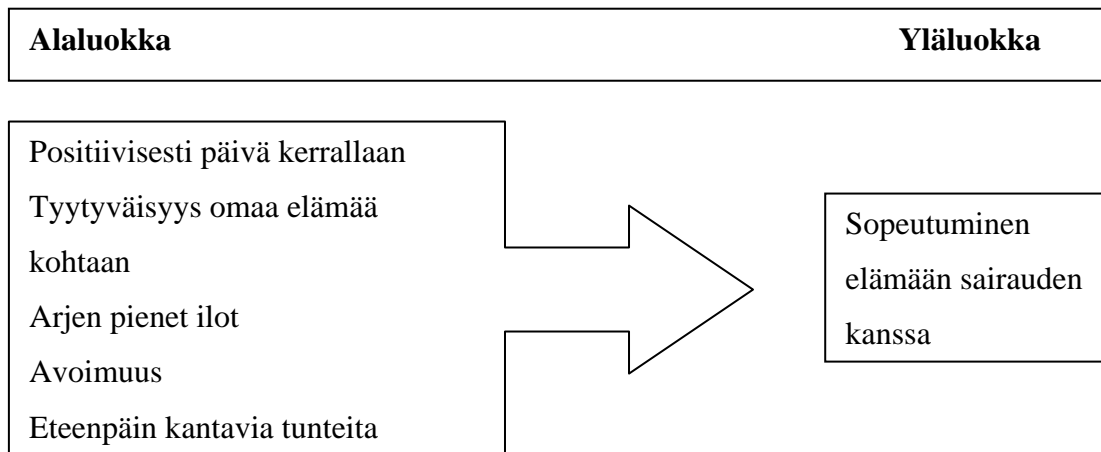 Alaluokka Yläluokka
Positiivisesti päivä kerrallaan
Tyytyväisyys omaa elämää
kohtaan
Arjen pienet ilot
Avoimuus
Eteenpäin kantavia tunteita
Sopeutuminen
elämään sairauden
kanssa